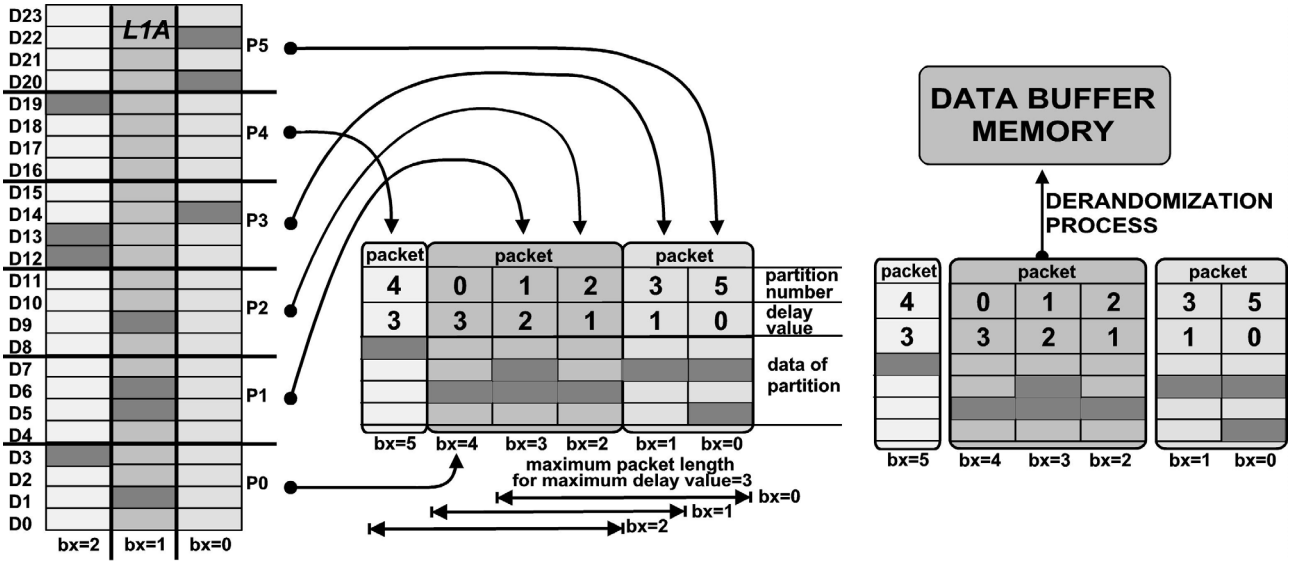 D23
D22
D21
D20
D19
D18
D17
D16
D15
D14
D13
D12
D11
D10
D9
D8
D7
D6
D5
D4
D3
D2
D1
D0
L1A
P5
P4
P3
P2
P1
P0
bx=2 bx=1 bx=0
packet packet packet
4 0 1 2 3 5
partition
number
3 3 2 1 1 0
delay
value
data of
partition
bx=5 bx=4 bx=3 bx=2 bx=1 bx=0
maximum packet length
for maximum delay value=3
bx=0
bx=1
bx=2
DATA BUFFER
MEMORY
DERANDOMIZATION
PROCESS
packet packet packet
4 0 1 2 3 5
3 3 2 1 1 0
bx=5 bx=4 bx=3 bx=2 bx=1 bx=0